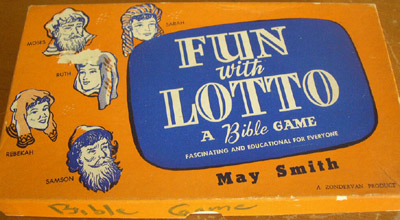 MOSES
SARAH
RUTH
REBEKAH
SAMSON
FUN
with
LOTTO
A Bible GAME
FASCINATING AND EDUCATIONAL FOR EVERYONE
May Smith
A ZONDERVAN PRODUCT
Bible Game